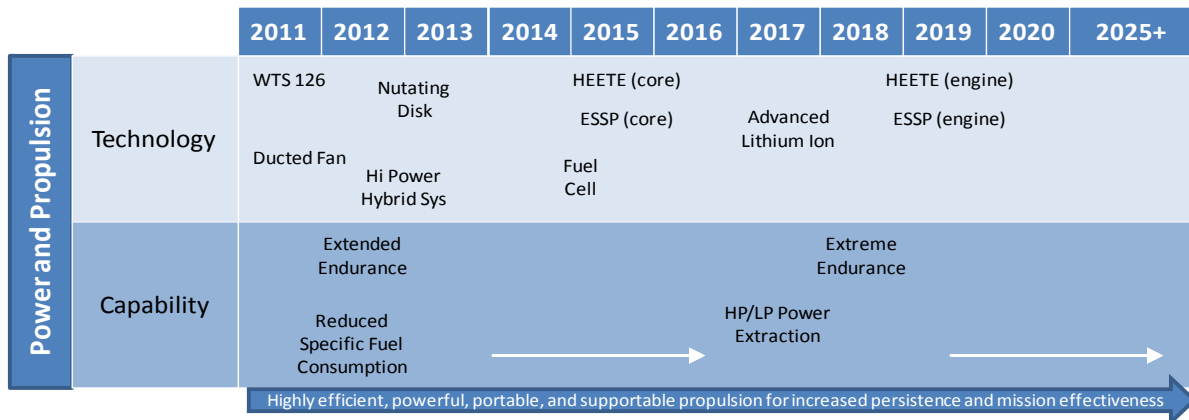 2011 2012 2013 2014 2015 2016 2017 2018 2019 2020 2025+
Power and Propulsion
Technology
WTS 126
Nutating
Disk
HEETE (core)
HEETE (engine)
ESSP (core)
Advanced
Lithium Ion
ESSP (engine)
Ducted Fan
Hi Power
Hybrid Sys
Fuel
Cell
Capability
Extended
Endurance
Extreme
Endurance
Reduced
Specific Fuel
Consumption
HP/LP Power
Extraction
Highly efficient, powerful, portable, and supportable propulsion for increased persistence and mission effectiveness